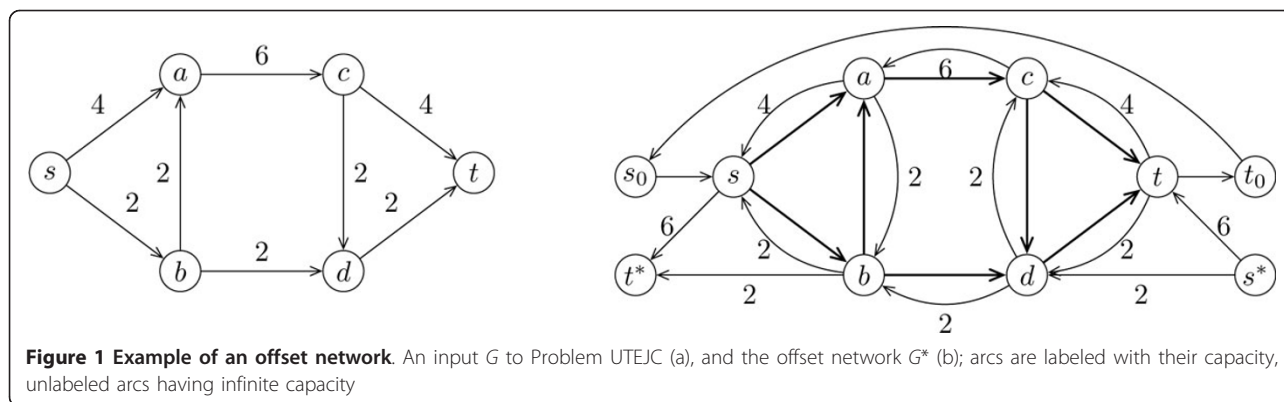 a
6
c
4
4
s
2
2
t
2
2
b
2
d
a
6
c
4
4
s₀
s
2
2
t
t₀
6
2
2
6
t*
b
d
s*
2
2
2
Figure 1 Example of an offset network. An input G to Problem UTEJC (a), and the offset network G* (b); arcs are labeled with their capacity,
unlabeled arcs having infinite capacity